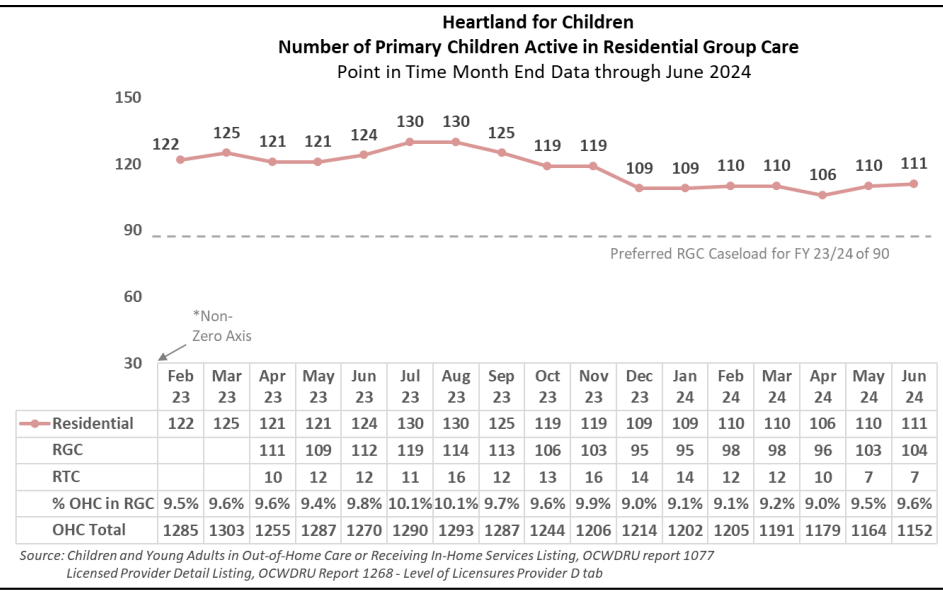 Heartland for Children
Number of Primary Children Active in Residential Group Care
Point in Time Month End Data through June 2024
150
122 125 121 121 124 130 130 125 119 119 109 109 110 110 106 110 111
120
90
Preferred RGC Caseload for FY 23/24 of 90
60
*Non-
Zero Axis
30
Feb Mar Apr May Jun Jul Aug Sep Oct Nov Dec Jan Feb Mar Apr May Jun
23 23 23 23 23 23 23 23 23 23 23 24 24 24 24 24 24
Residential 122 125 121 121 124 130 130 125 119 119 109 109 110 110 106 110 111
RGC 111 109 112 119 114 113 106 103 95 95 98 98 96 103 104
RTC 10 12 12 11 16 12 13 16 14 14 12 12 10 7 7
% OHC in RGC 9.5% 9.6% 9.6% 9.4% 9.8% 10.1% 10.1% 9.7% 9.6% 9.9% 9.0% 9.1% 9.1% 9.2% 9.0% 9.5% 9.6%
OHC Total 1285 1303 1255 1287 1270 1290 1293 1287 1244 1206 1214 1202 1205 1191 1179 1164 1152
Source: Children and Young Adults in Out-of-Home Care or Receiving In-Home Services Listing, OCWDRU report 1077
Licensed Provider Detail Listing, OCWDRU Report 1268 - Level of Licensures Provider D tab